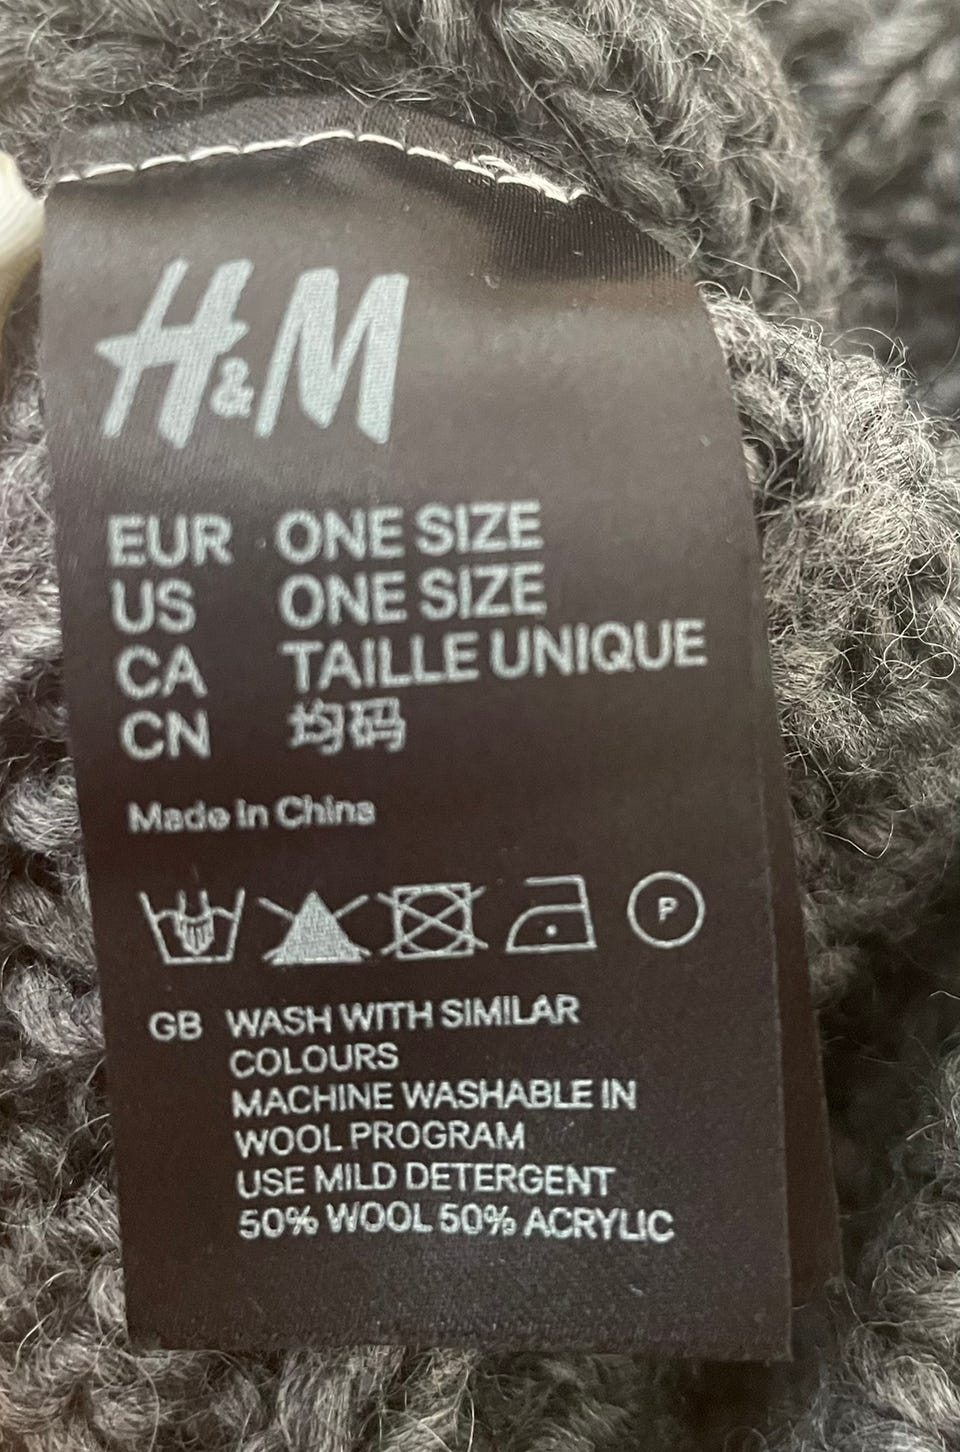 H&M
EUR ONE SIZE
US ONE SIZE
CA TAILLE UNIQUE
CN 均码
Made in China
P
GB WASH WITH SIMILAR
COLOURS
MACHINE WASHABLE IN
WOOL PROGRAM
USE MILD DETERGENT
50% WOOL 50% ACRYLIC